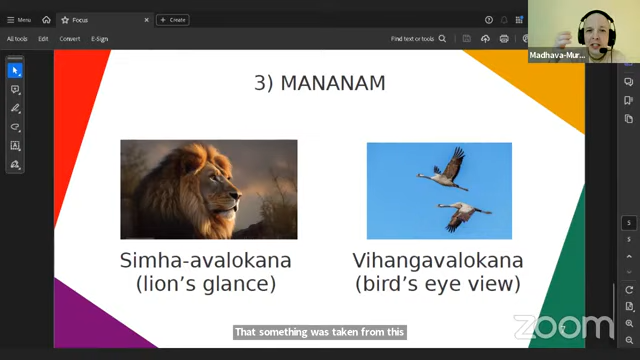 Menu
Focus
Create
All tools
Edit
Convert
E-Sign
Find text or tools
Madhava-Mur...
3) MANANAM
Simha-avalokana
(lion's glance)
Vihangavalokana
(bird's eye view)
That something was taken from this
zoom
5
5